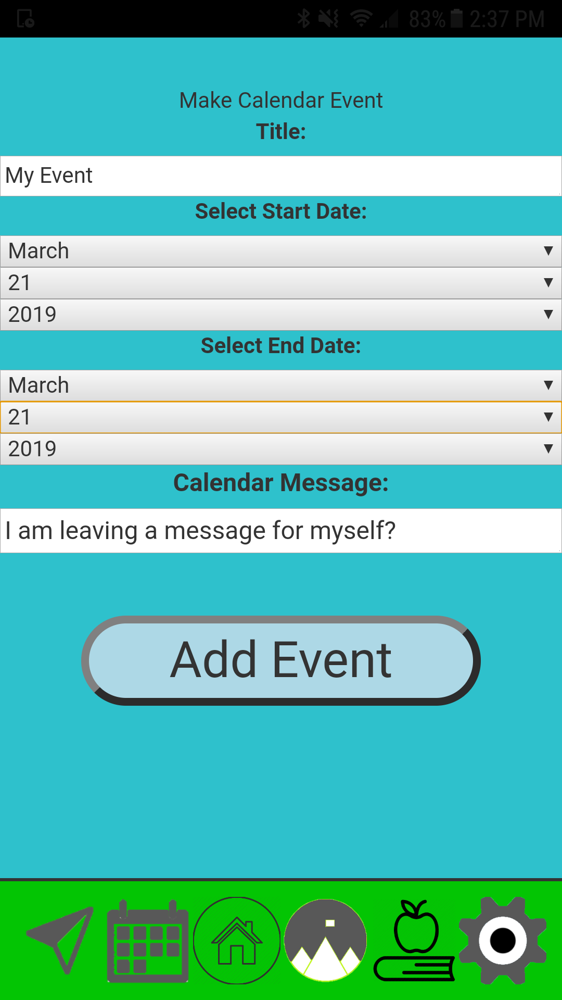 83% 2:37 PM
Make Calendar Event
Title:
My Event
Select Start Date:
March
21
2019
Select End Date:
March
21
2019
Calendar Message:
I am leaving a message for myself?
Add Event